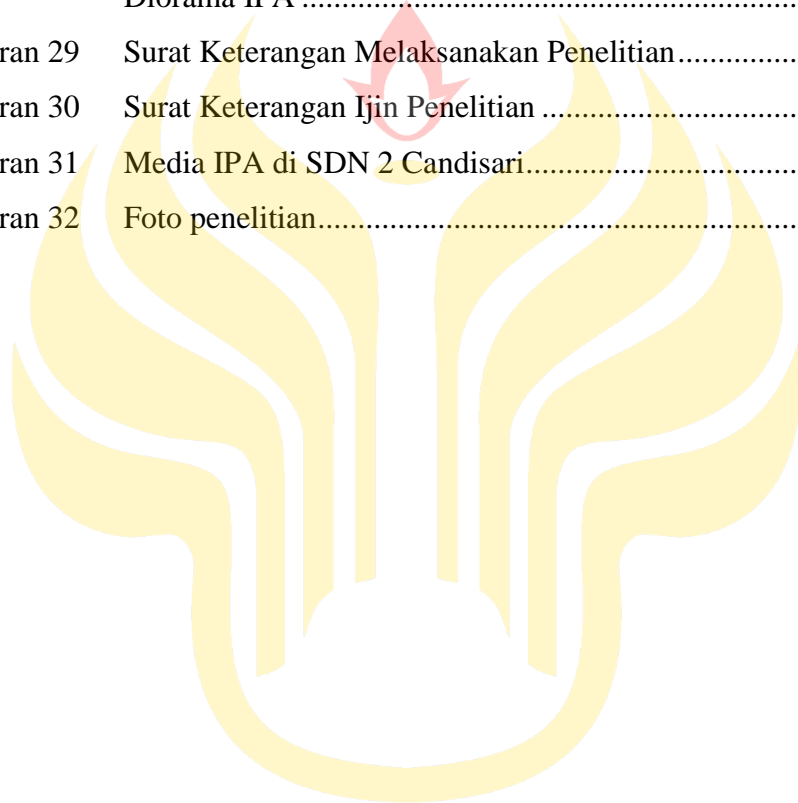 Diorama IPA ............................................................
ran 29 Surat Keterangan Melaksanakan Penelitian ...............
ran 30 Surat Keterangan Ijin Penelitian ...............................
ran 31 Media IPA di SDN 2 Candisari.................................
ran 32 Foto penelitian..........................................................